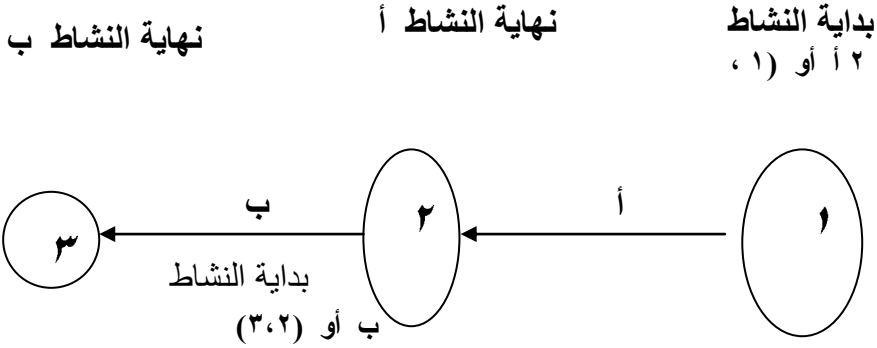 بداية النشاط
٢ أ أو (١ ،
نهاية النشاط أ
نهاية النشاط ب
١
أ
٢
ب
٣
بداية النشاط
ب أو (٣،٢)